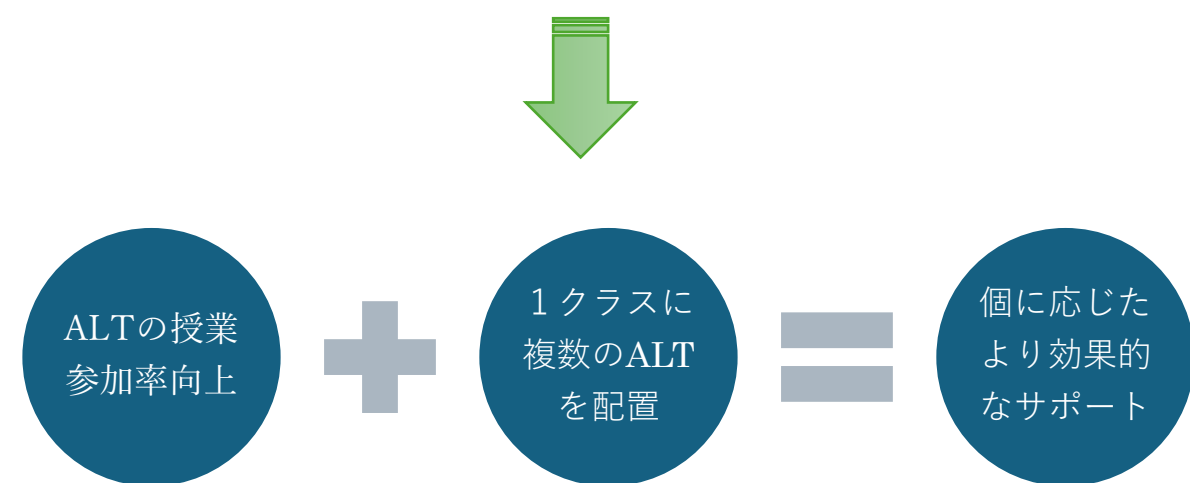 ALTの授業
参加率向上
１クラスに
複数のALT
を配置
個に応じた
より効果的
なサポート